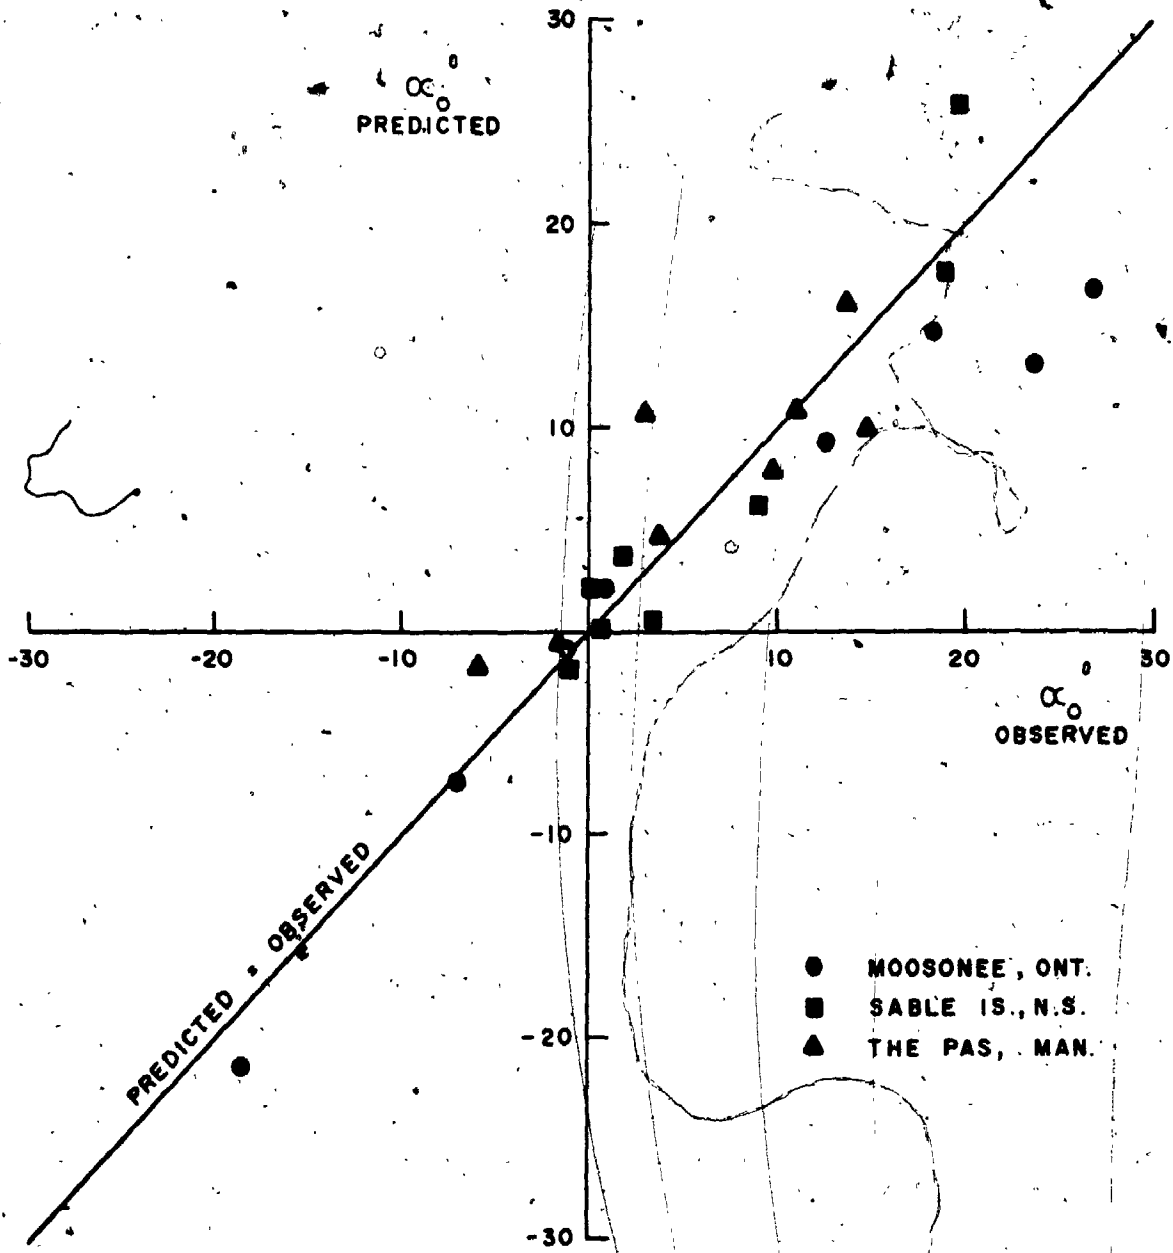 30
α₀°
PREDICTED
20
10
-30
-20
-10
10
20
30
α₀°
OBSERVED
-10
PREDICTED = OBSERVED
-20
-30
MOOSONEE, ONT.
SABLE IS., N.S.
THE PAS, MAN.